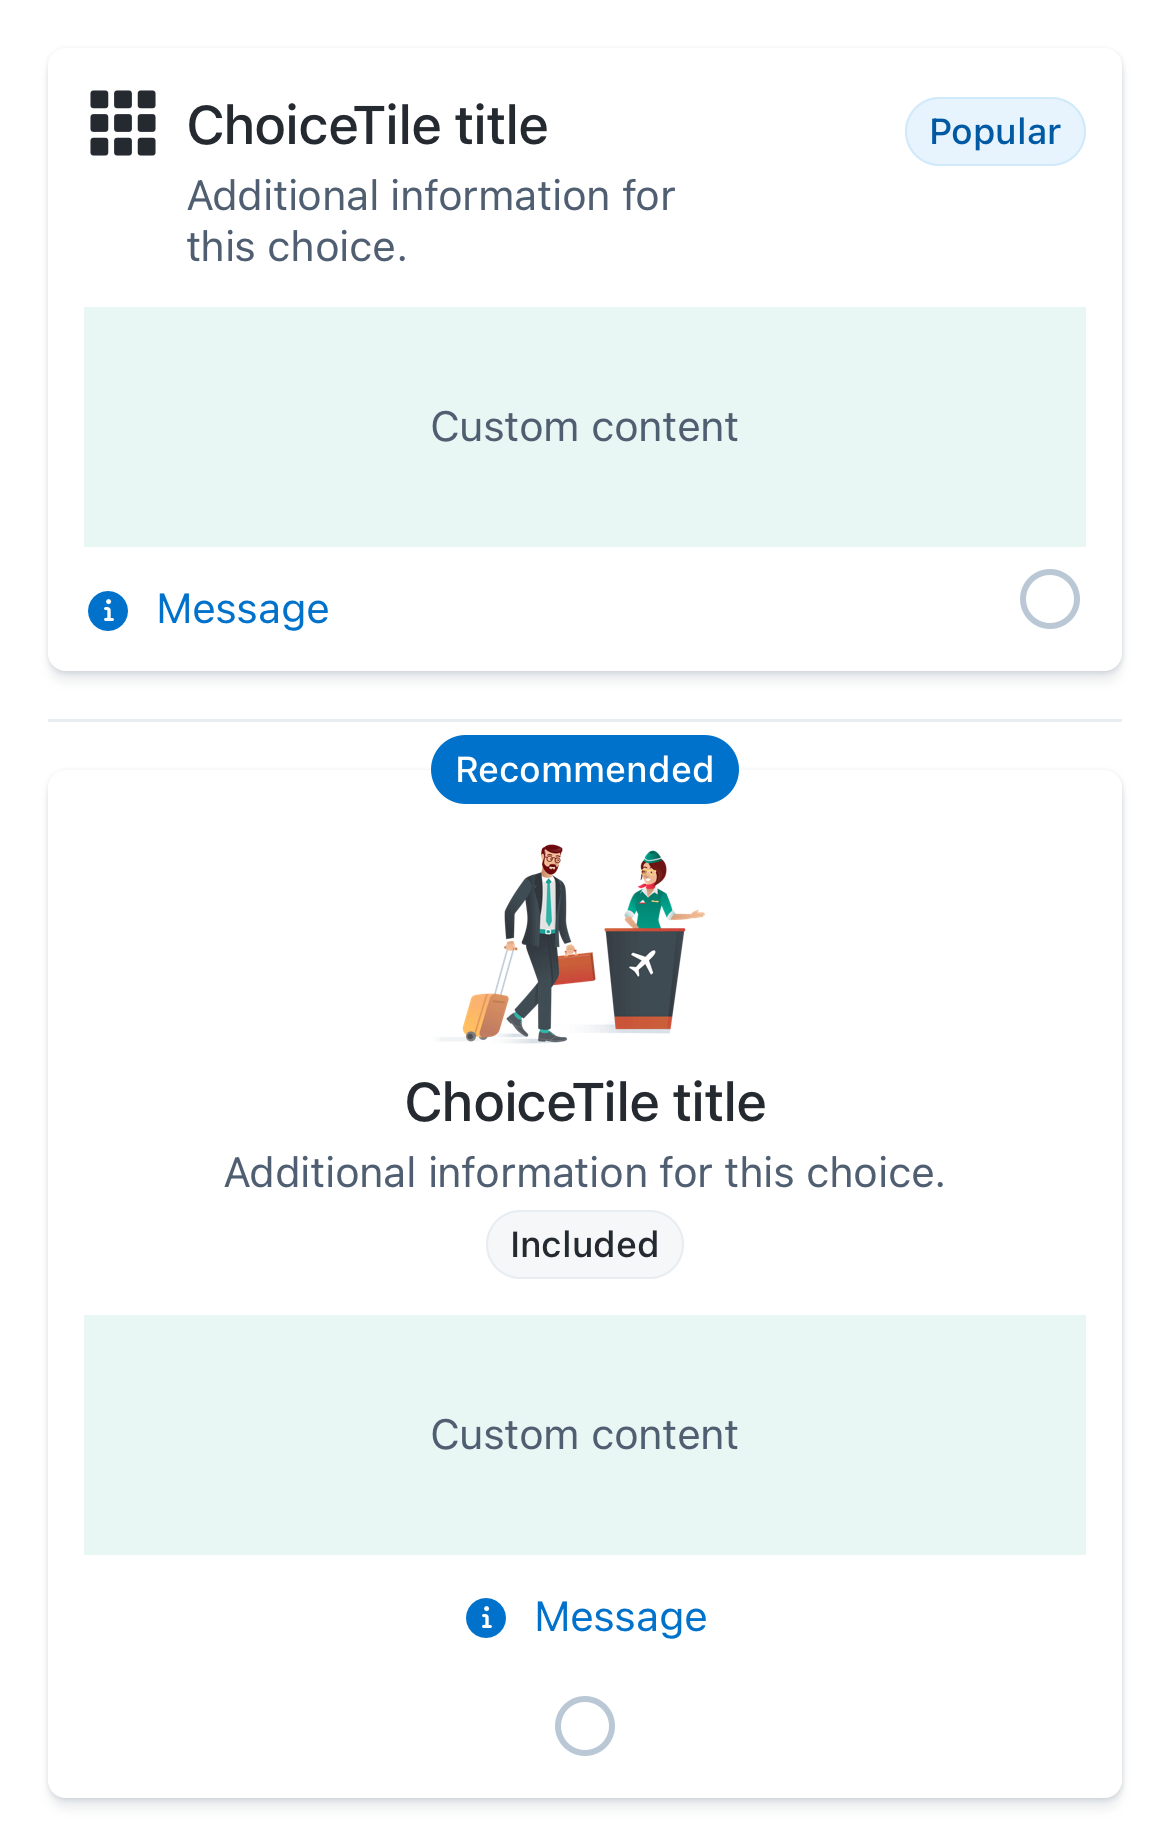 ChoiceTile title
Popular
Additional information for
this choice.
Custom content
Message
Recommended
ChoiceTile title
Additional information for this choice.
Included
Custom content
Message